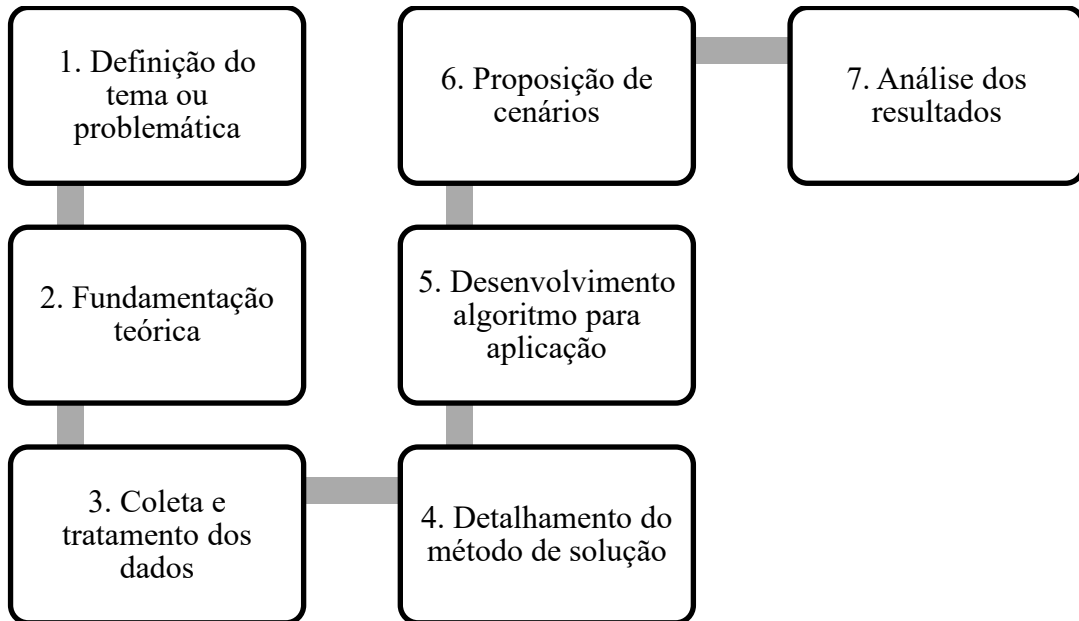 1. Definição do
tema ou
problemática
2. Fundamentação
teórica
3. Coleta e
tratamento dos
dados
4. Detalhamento do
método de solução
5. Desenvolvimento
algoritmo para
aplicação
6. Proposição de
cenários
7. Análise dos
resultados